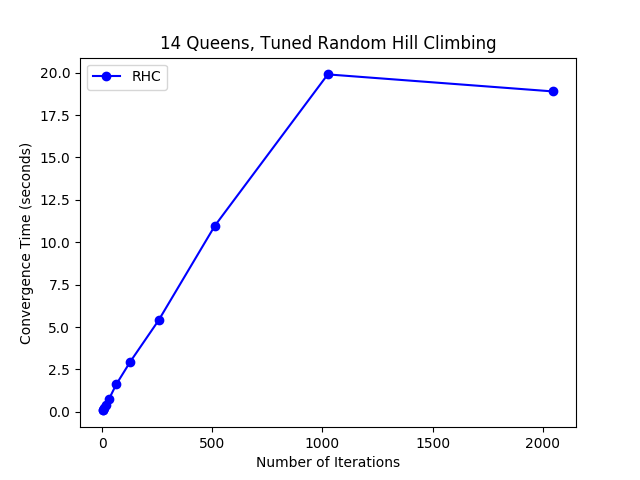 14 Queens, Tuned Random Hill Climbing
RHC
20.0
17.5
15.0
12.5
10.0
7.5
5.0
2.5
0.0
Convergence Time (seconds)
0 500 1000 1500 2000
Number of Iterations